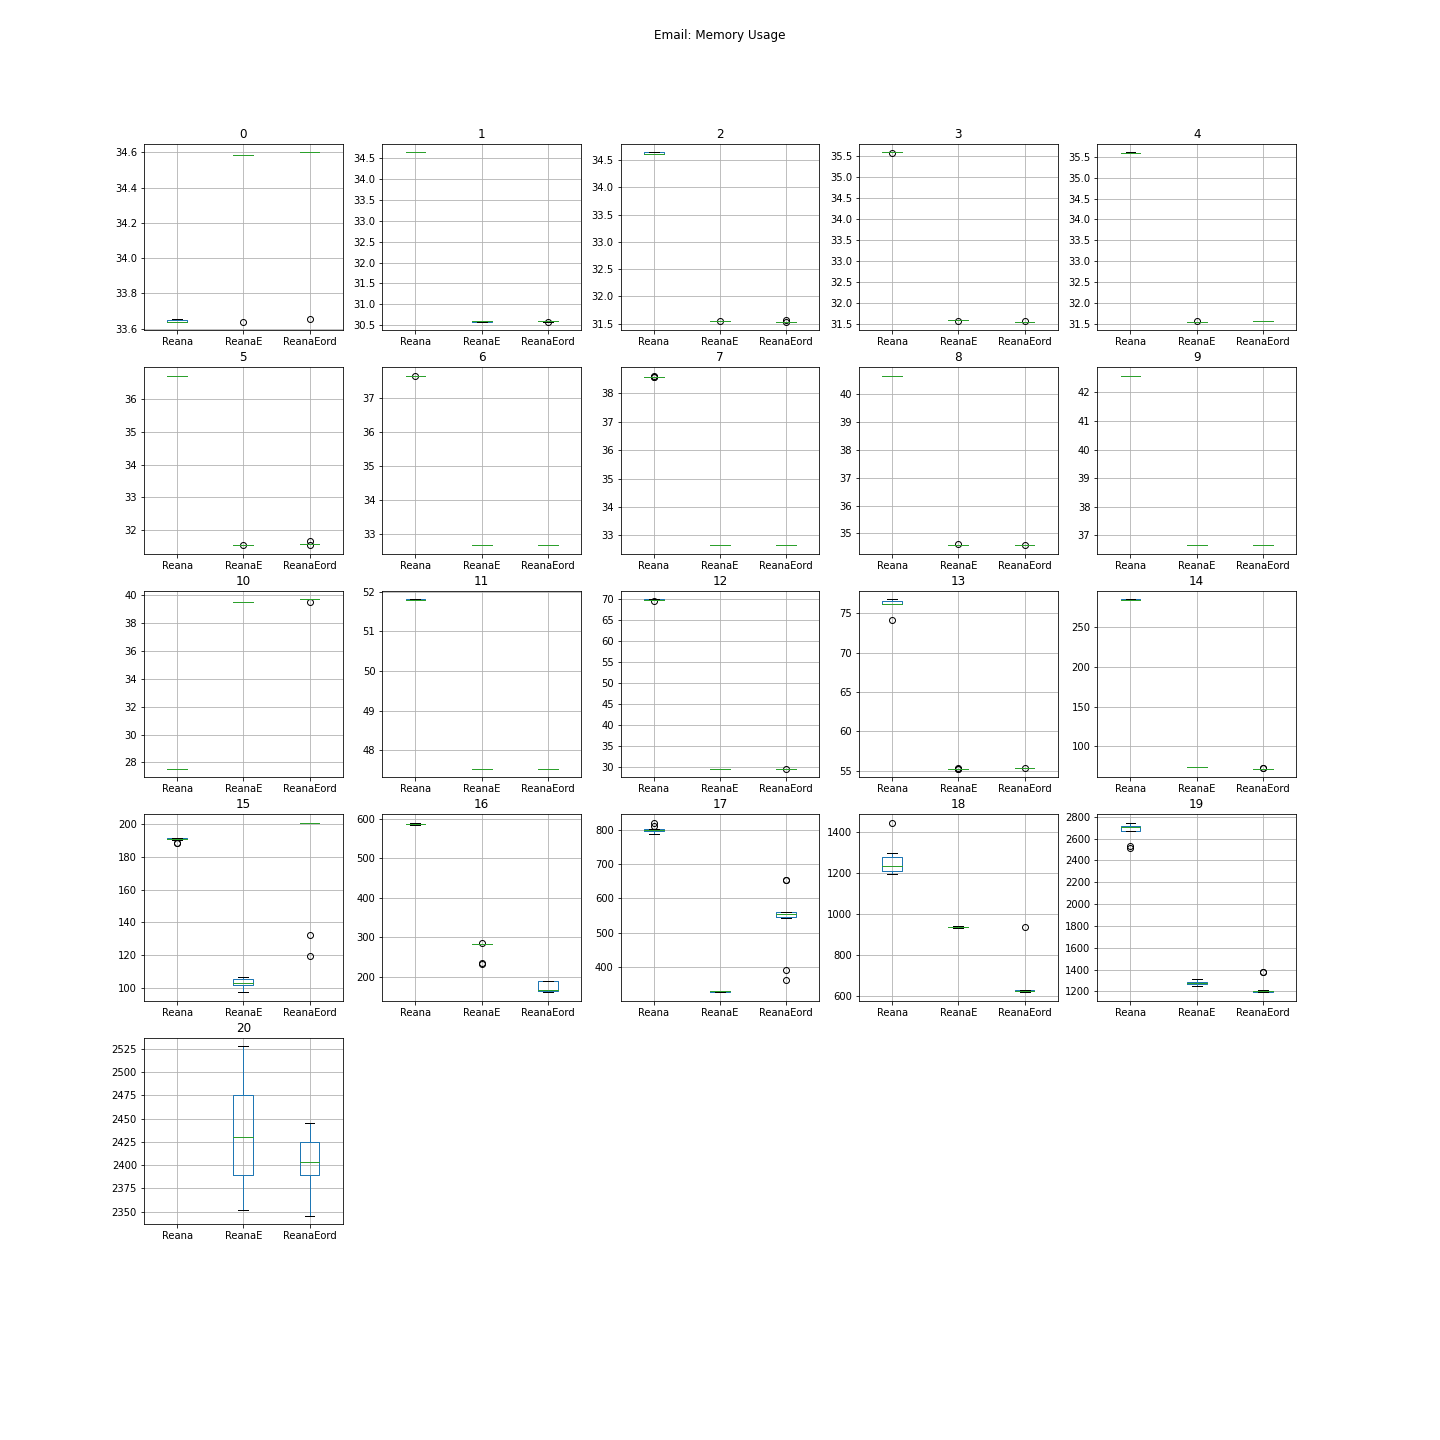 Email: Memory Usage
0 1 2 3 4
34.6 34.4 34.2 34.0 33.8 33.6
34.5 34.0 33.5 33.0 32.5 32.0 31.5 31.0 30.5
34.5 34.0 33.5 33.0 32.5 32.0 31.5
35.5 35.0 34.5 34.0 33.5 33.0 32.5 32.0 31.5
35.5 35.0 34.5 34.0 33.5 33.0 32.5 32.0 31.5
Reana ReanaE ReanaEord Reana ReanaE ReanaEord Reana ReanaE ReanaEord Reana ReanaE ReanaEord Reana ReanaE ReanaEord
5 6 7 8 9
36 35 34 33 32
37 36 35 34 33
38 37 36 35 34 33
40 39 38 37 36 35
42 41 40 39 38 37
Reana ReanaE ReanaEord Reana ReanaE ReanaEord Reana ReanaE ReanaEord Reana ReanaE ReanaEord Reana ReanaE ReanaEord
10 11 12 13 14
40 38 36 34 32 30 28
52 51 50 49 48
70 65 60 55 50 45 40 35 30
75 70 65 60 55
250 200 150 100
Reana ReanaE ReanaEord Reana ReanaE ReanaEord Reana ReanaE ReanaEord Reana ReanaE ReanaEord Reana ReanaE ReanaEord
15 16 17 18 19
200 180 160 140 120 100
600 500 400 300 200
800 700 600 500 400
1400 1200 1000 800 600
2800 2600 2400 2200 2000 1800 1600 1400 1200
Reana ReanaE ReanaEord Reana ReanaE ReanaEord Reana ReanaE ReanaEord Reana ReanaE ReanaEord Reana ReanaE ReanaEord
20
2525 2500 2475 2450 2425 2400 2375 2350
Reana ReanaE ReanaEord